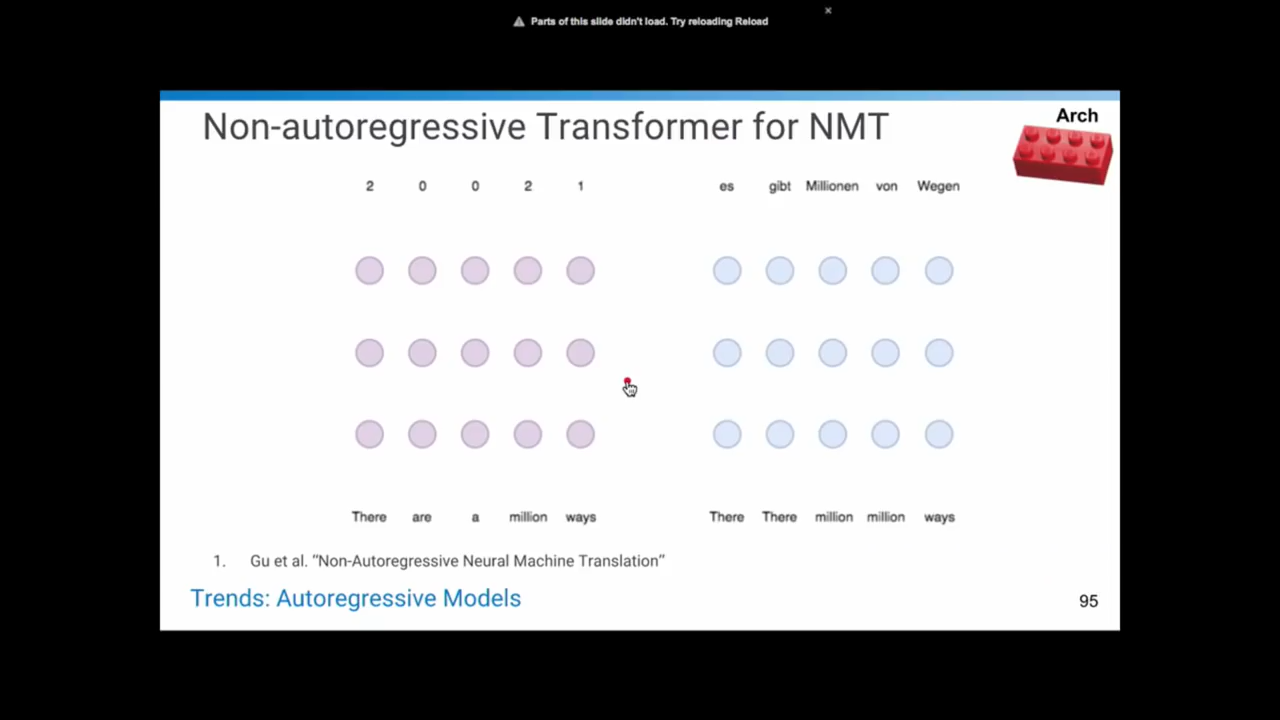 Parts of this slide didn't load. Try reloading Reload
Non-autoregressive Transformer for NMT
Arch
2 0 0 2 1
es gibt Millionen von Wegen
There are a million ways
There There million million ways
1. Gu et al. “Non-Autoregressive Neural Machine Translation”
Trends: Autoregressive Models
95